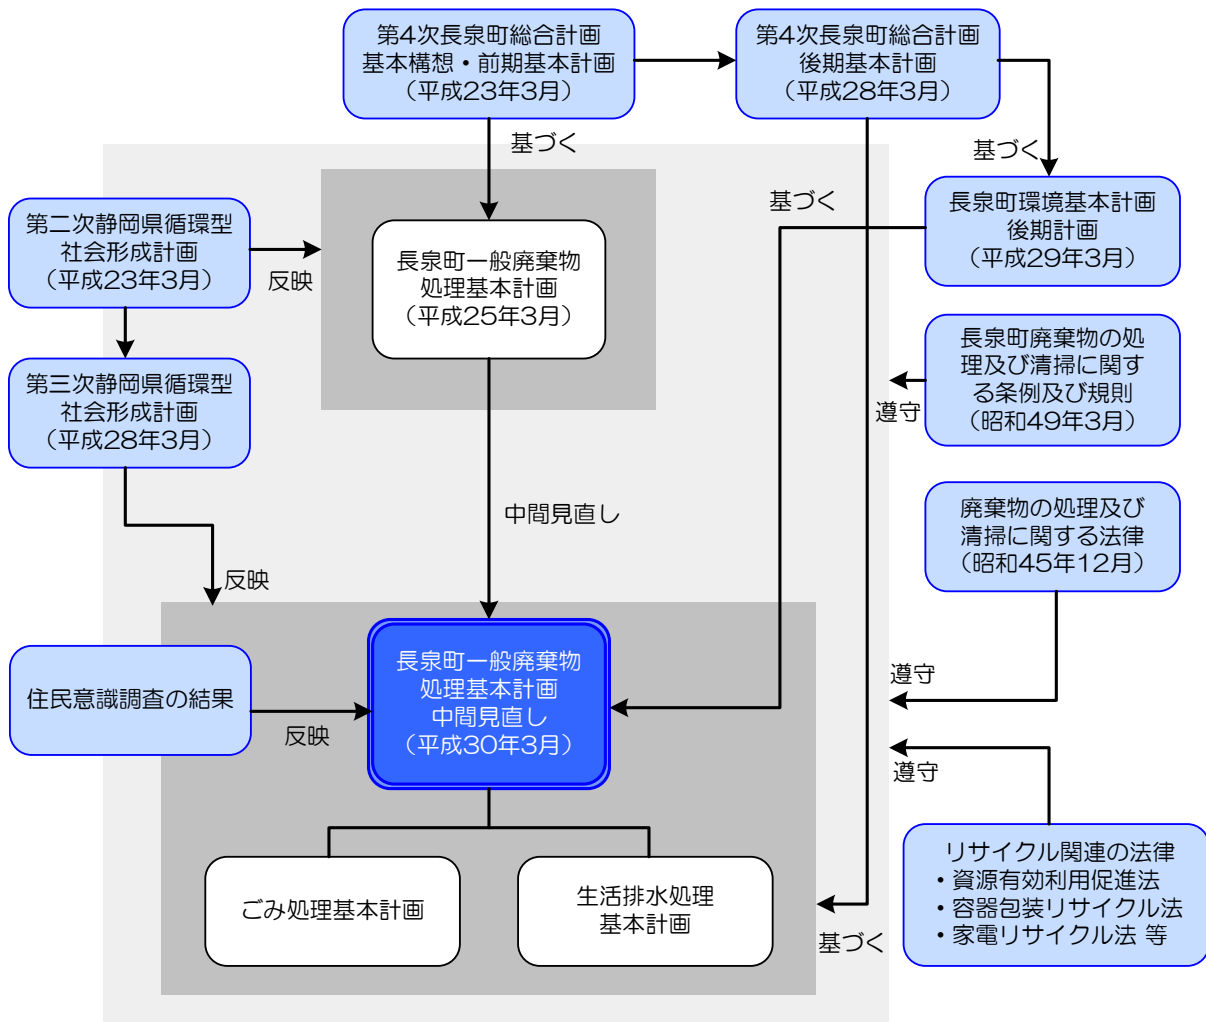 第4次長泉町総合計画
基本構想・前期基本計画
（平成23年3月）
第4次長泉町総合計画
後期基本計画
（平成28年3月）
基づく
基づく
第二次静岡県循環型
社会形成計画
（平成23年3月）
反映
長泉町一般廃棄物
処理基本計画
（平成25年3月）
基づく
長泉町環境基本計画
後期計画
（平成29年3月）
第三次静岡県循環型
社会形成計画
（平成28年3月）
長泉町廃棄物の処
理及び清掃に関す
る条例及び規則
（昭和49年3月）
遵守
中間見直し
廃棄物の処理及び
清掃に関する法律
（昭和45年12月）
反映
住民意識調査の結果
反映
長泉町一般廃棄物
処理基本計画
中間見直し
（平成30年3月）
遵守
遵守
ごみ処理基本計画
生活排水処理
基本計画
基づく
リサイクル関連の法律
・資源有効利用促進法
・容器包装リサイクル法
・家電リサイクル法 等